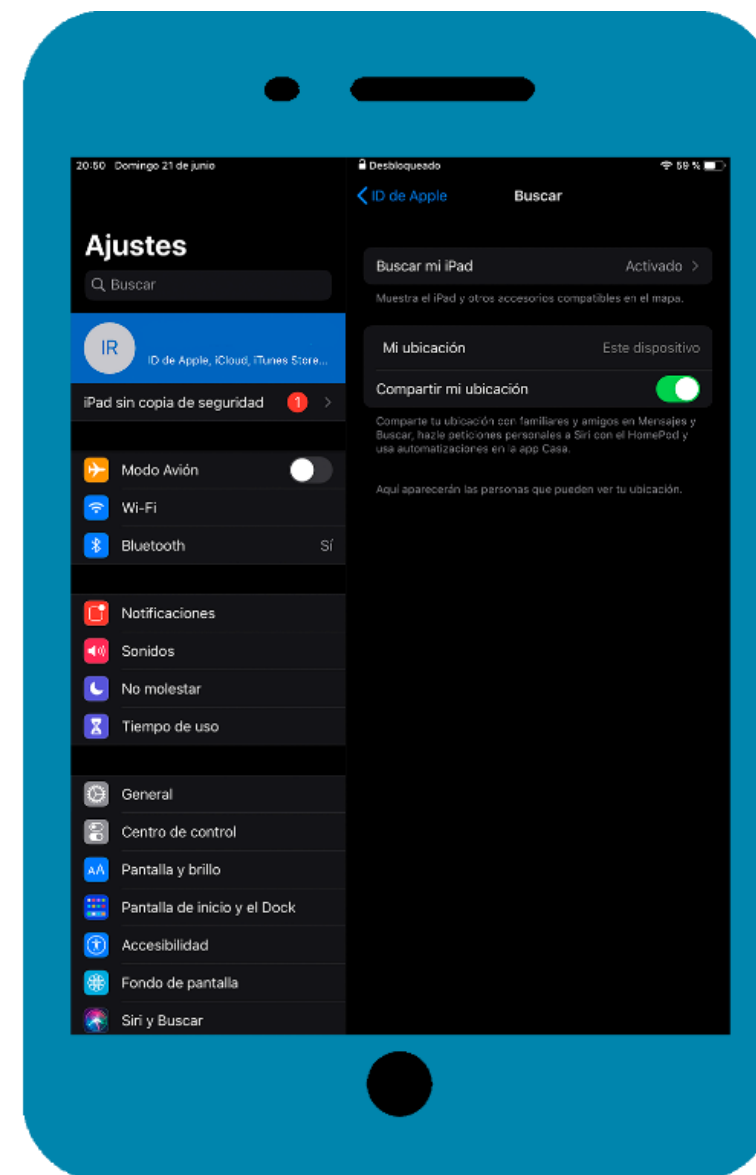 20:50 Domingo 21 de junio
Ajustes
Buscar
IR
ID de Apple, iCloud, iTunes Store...
iPad sin copia de seguridad 1
Modo Avión
Wi-Fi
Bluetooth Sí
Notificaciones
Sonidos
No molestar
Tiempo de uso
General
Centro de control
AA Pantalla y brillo
Pantalla de inicio y el Dock
Accesibilidad
Fondo de pantalla
Siri y Buscar
Desbloqueado 59 %
ID de Apple Buscar
Buscar mi iPad Activado
Muestra el iPad y otros accesorios compatibles en el mapa.
Mi ubicación Este dispositivo
Compartir mi ubicación
Comparte tu ubicación con familiares y amigos en Mensajes y
Buscar, hazle peticiones personales a Siri con el HomePod y
usa automatizaciones en la app Casa.
Aquí aparecerán las personas que pueden ver tu ubicación.